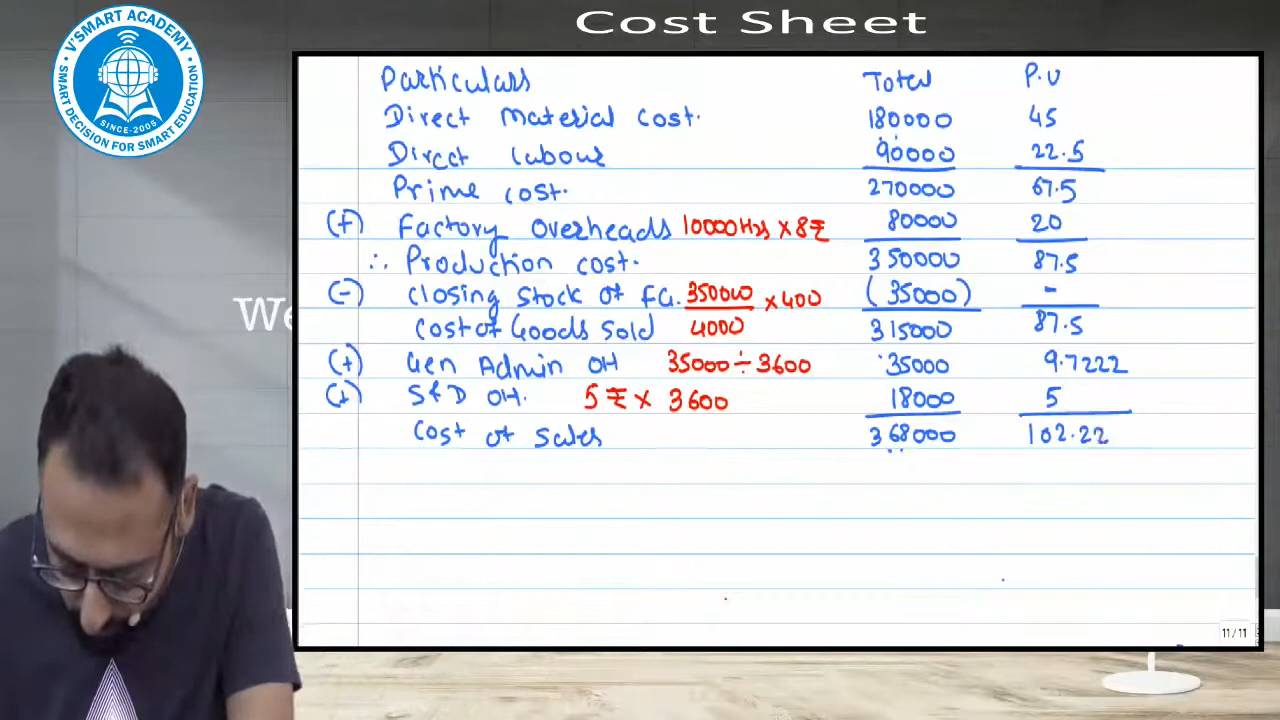 Cost Sheet
V'SMART ACADEMY
SINCE-2005
SMART DECISION FOR SMART EDUCATION
We
Particulars Total P.U
Direct Material Cost. 180000 45
Direct labour 90000 22.5
Prime cost. 270000 67.5
(+) Factory Overheads 10000Hrs × 8₹ 80000 20
∴ Production cost. 350000 87.5
(-) Closing Stock of FG. 350000/4000 × 400 (35000) -
Cost of Goods Sold 315000 87.5
(+) Gen Admin OH 35000 ÷ 3600 35000 9.7222
(+) S&D OH. 5₹ × 3600 18000 5
Cost of Sales 368000 102.22
11/11